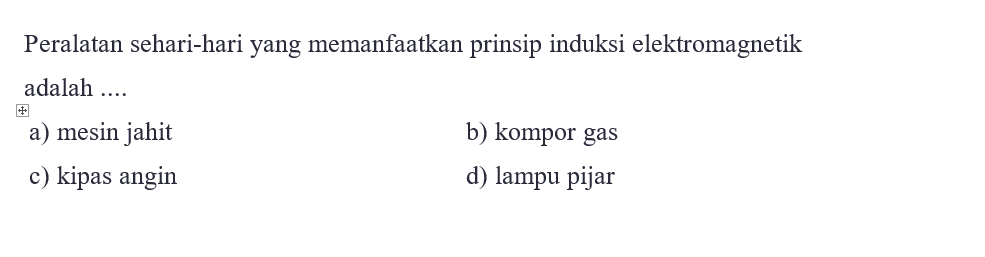 Peralatan sehari-hari yang memanfaatkan prinsip induksi elektromagnetik
adalah ....
a) mesin jahit b) kompor gas
c) kipas angin d) lampu pijar